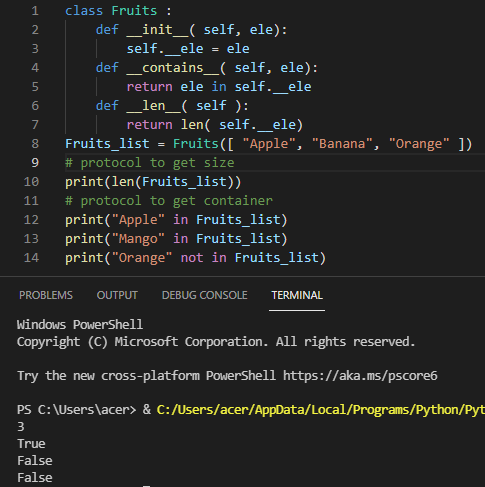 1 class Fruits :
2 def __init__( self, ele):
3 self.__ele = ele
4 def __contains__( self, ele):
5 return ele in self.__ele
6 def __len__( self ):
7 return len( self.__ele)
8 Fruits_list = Fruits([ "Apple", "Banana", "Orange" ])
9 # protocol to get size
10 print(len(Fruits_list))
11 # protocol to get container
12 print("Apple" in Fruits_list)
13 print("Mango" in Fruits_list)
14 print("Orange" not in Fruits_list)
PROBLEMS OUTPUT DEBUG CONSOLE TERMINAL
Windows PowerShell
Copyright (C) Microsoft Corporation. All rights reserved.
Try the new cross-platform PowerShell https://aka.ms/pscore6
PS C:\Users\acer> & C:/Users/acer/AppData/Local/Programs/Python/Pyt
3
True
False
False